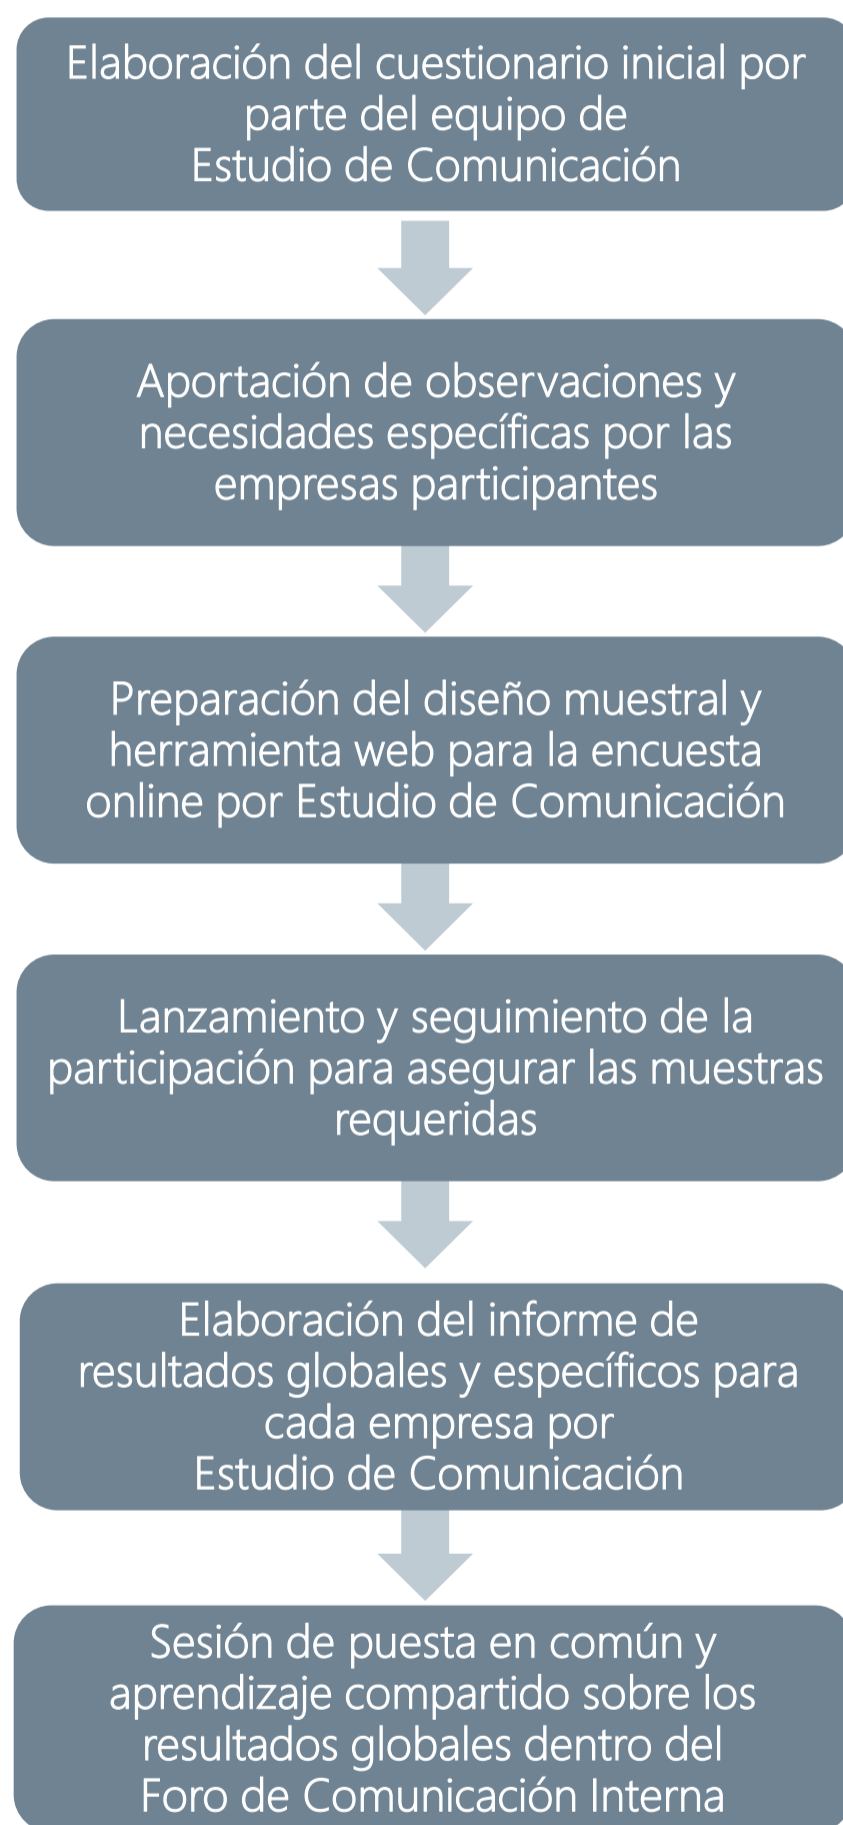 Elaboración del cuestionario inicial por
parte del equipo de
Estudio de Comunicación
Aportación de observaciones y
necesidades específicas por las
empresas participantes
Preparación del diseño muestral y
herramienta web para la encuesta
online por Estudio de Comunicación
Lanzamiento y seguimiento de la
participación para asegurar las muestras
requeridas
Elaboración del informe de
resultados globales y específicos para
cada empresa por
Estudio de Comunicación
Sesión de puesta en común y
aprendizaje compartido sobre los
resultados globales dentro del
Foro de Comunicación Interna